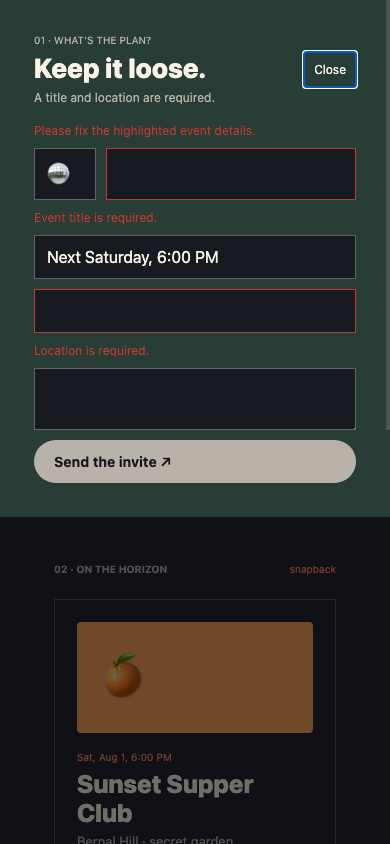 01 · WHAT'S THE PLAN?
Keep it loose.
Close
A title and location are required.
Please fix the highlighted event details.
Event title is required.
Next Saturday, 6:00 PM
Location is required.
Send the invite ↗
02 · ON THE HORIZON
snapback
Sat, Aug 1, 6:00 PM
Sunset Supper
Club
Bernal Hill · secret garden